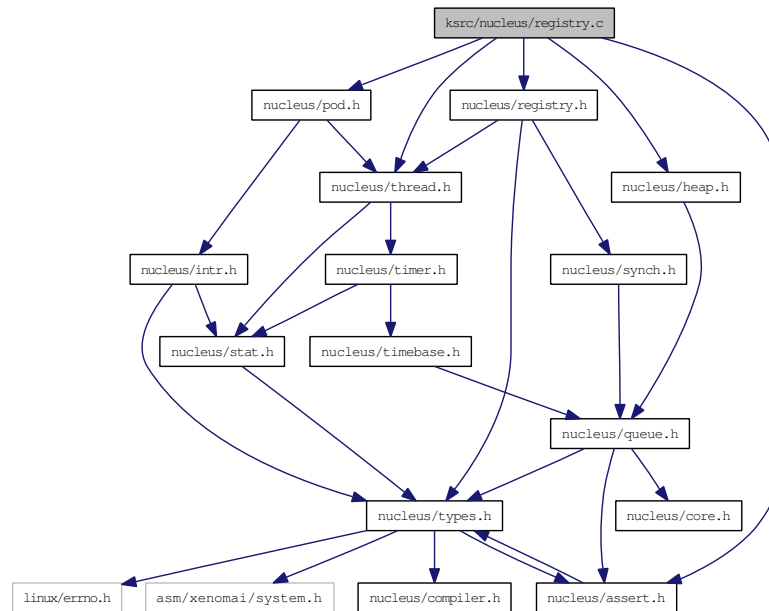 ksrc/nucleus/registry.c
nucleus/pod.h
nucleus/registry.h
nucleus/thread.h
nucleus/heap.h
nucleus/intr.h
nucleus/timer.h
nucleus/synch.h
nucleus/stat.h
nucleus/timebase.h
nucleus/queue.h
nucleus/types.h
nucleus/core.h
linux/errno.h
asm/xenomai/system.h
nucleus/compiler.h
nucleus/assert.h